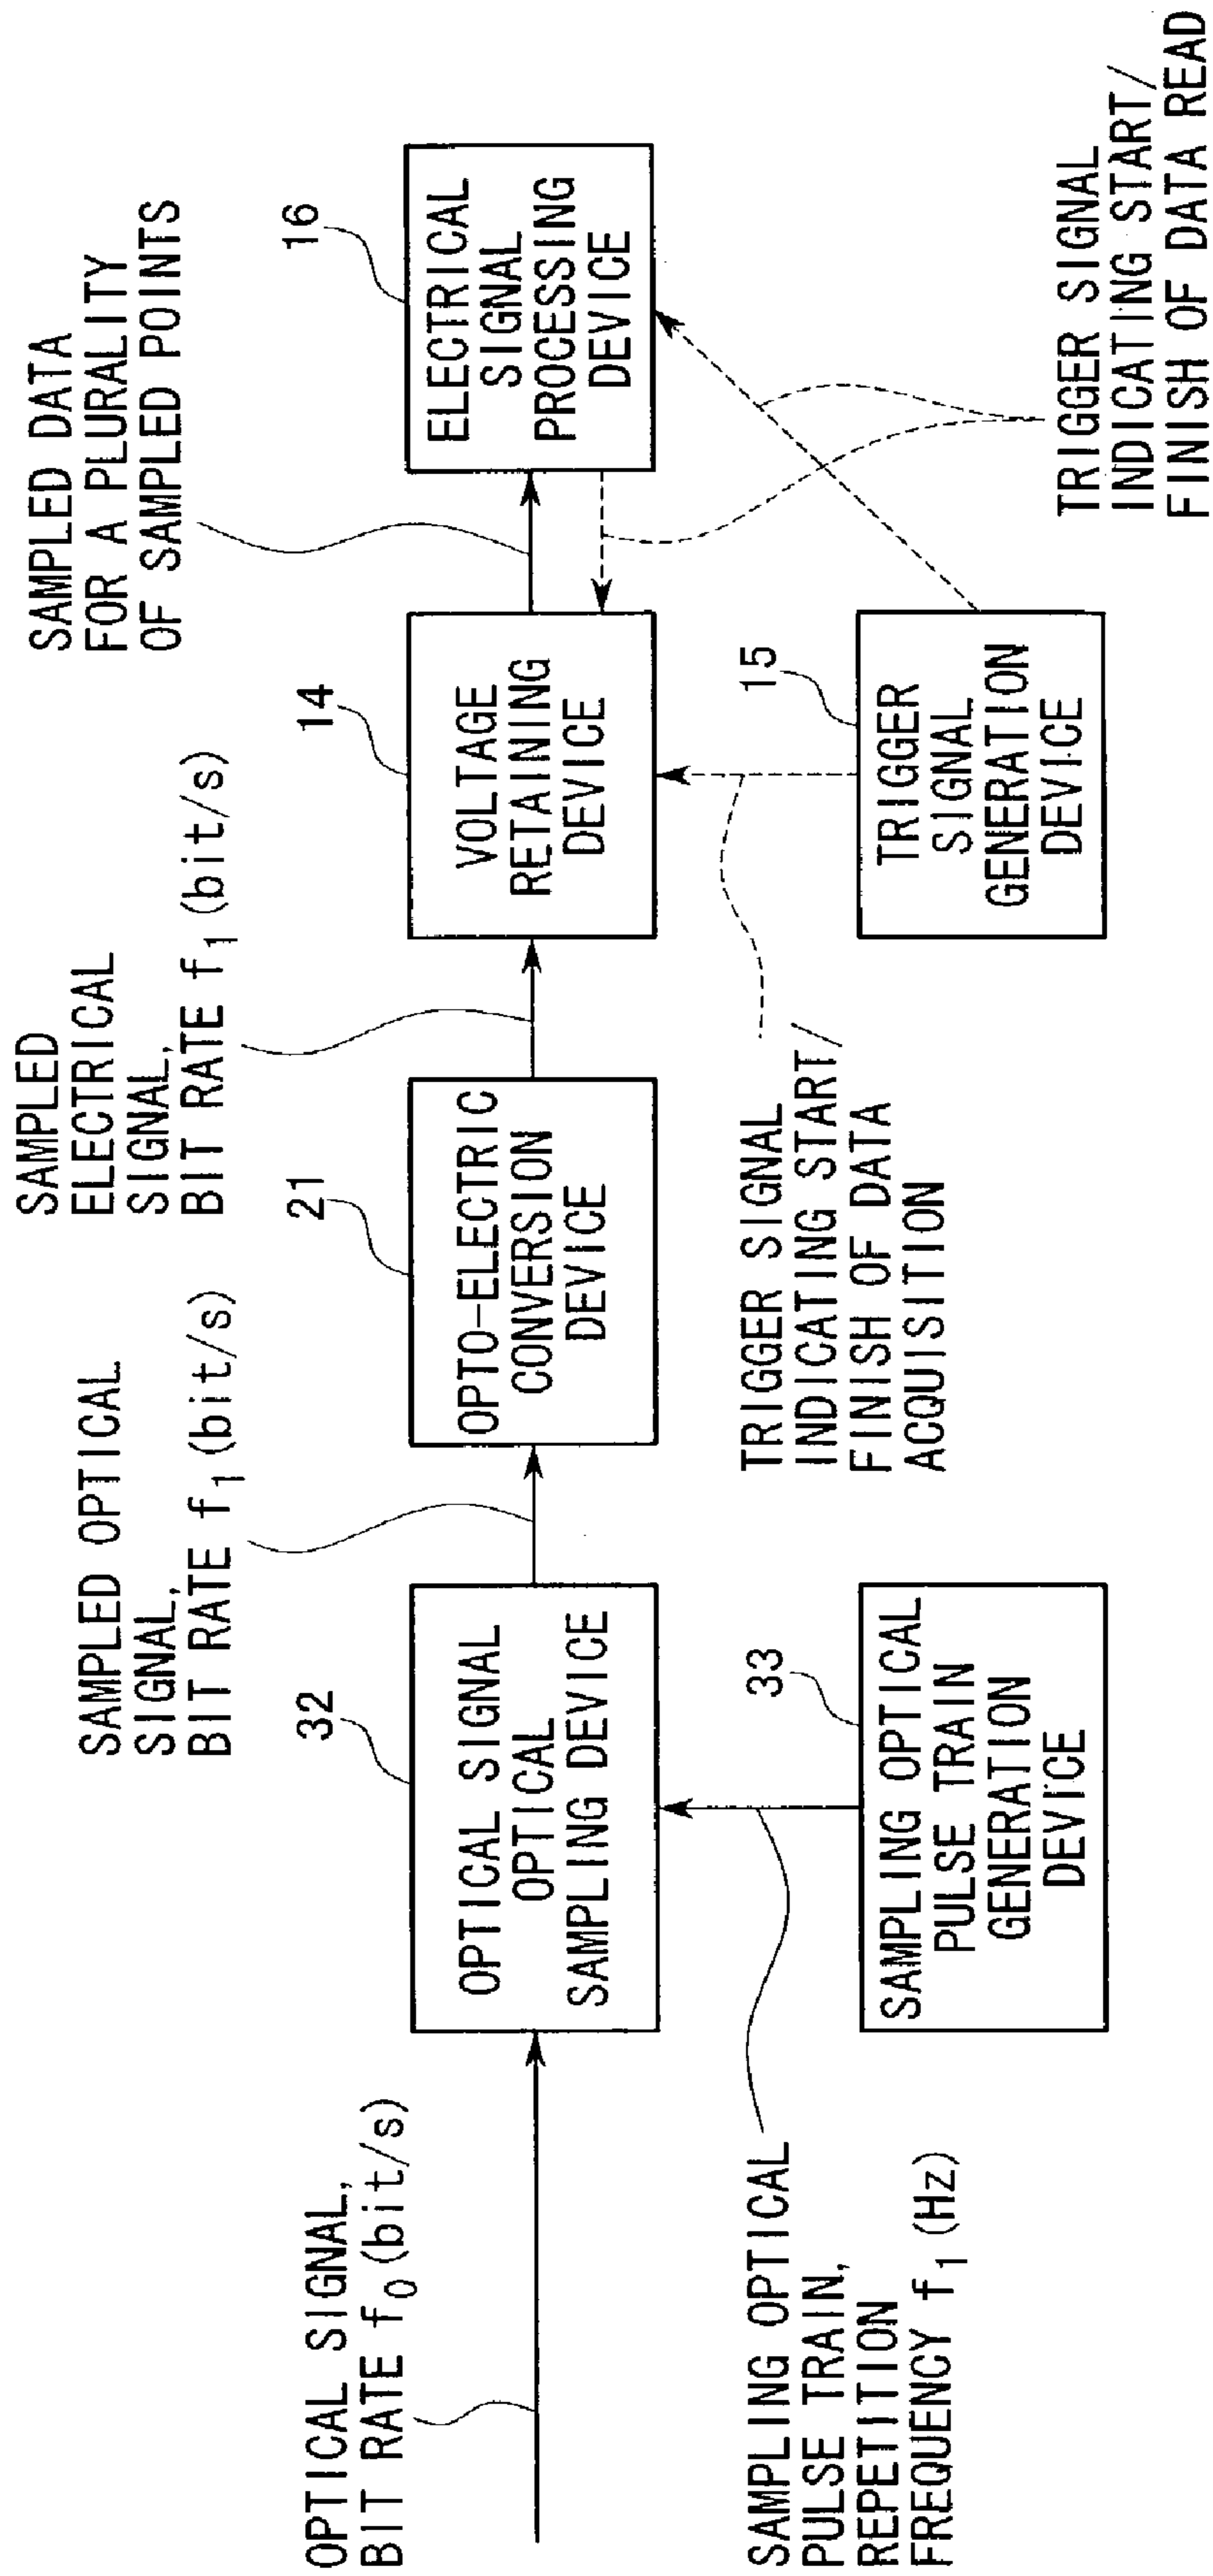 OPTICAL SIGNAL,
BIT RATE f₀ (bit/s)
32
OPTICAL SIGNAL
OPTICAL
SAMPLING DEVICE
SAMPLING OPTICAL
PULSE TRAIN,
REPETITION
FREQUENCY f₁ (Hz)
33
SAMPLING OPTICAL
PULSE TRAIN
GENERATION
DEVICE
SAMPLED OPTICAL
SIGNAL,
BIT RATE f₁ (bit/s)
21
OPTO-ELECTRIC
CONVERSION
DEVICE
SAMPLED
ELECTRICAL
SIGNAL,
BIT RATE f₁ (bit/s)
14
VOLTAGE
RETAINING
DEVICE
TRIGGER SIGNAL
INDICATING START/
FINISH OF DATA
ACQUISITION
15
TRIGGER
SIGNAL
GENERATION
DEVICE
SAMPLED DATA
FOR A PLURALITY
OF SAMPLED POINTS
16
ELECTRICAL
SIGNAL
PROCESSING
DEVICE
TRIGGER SIGNAL
INDICATING START/
FINISH OF DATA READ